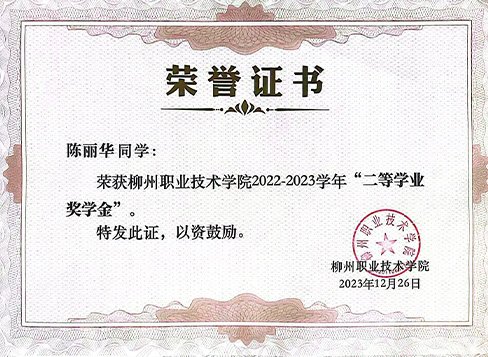 荣誉证书
陈丽华同学：
荣获柳州职业技术学院2022-2023学年“二等学业
奖学金”。
特发此证，以资鼓励。
柳州职业技术学院
柳州职业技术学院
2023年12月26日